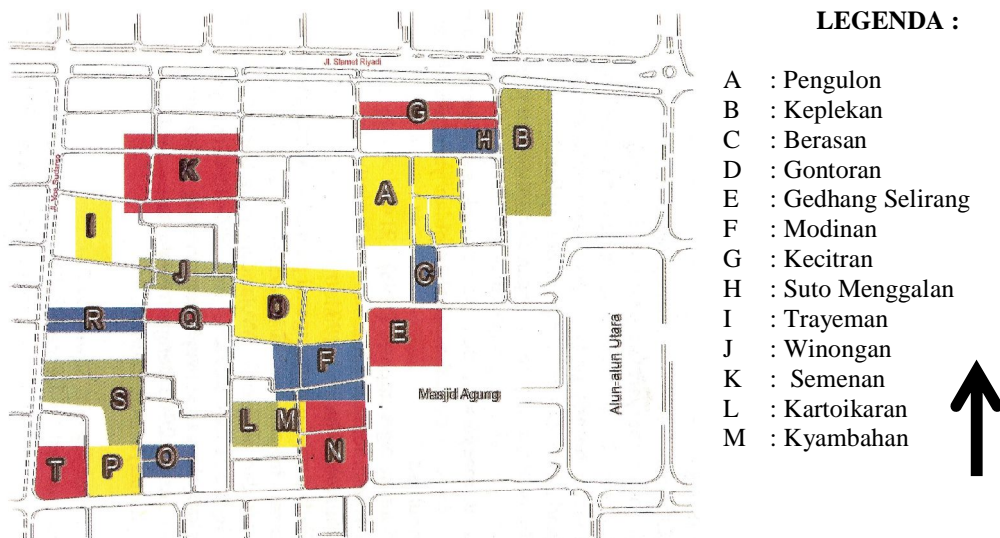 LEGENDA :
Jl. Slamet Riyadi
A : Pengulon
B : Keplekan
C : Berasan
D : Gontoran
E : Gedhang Selirang
F : Modinan
G : Kecitran
H : Suto Menggalan
I : Trayeman
J : Winongan
K : Semenan
L : Kartoikaran
M : Kyambahan
G
H
B
K
A
I
J
C
R
Q
D
E
F
Alun-alun Utara
Masjid Agung
S
L
M
N
T
P
O